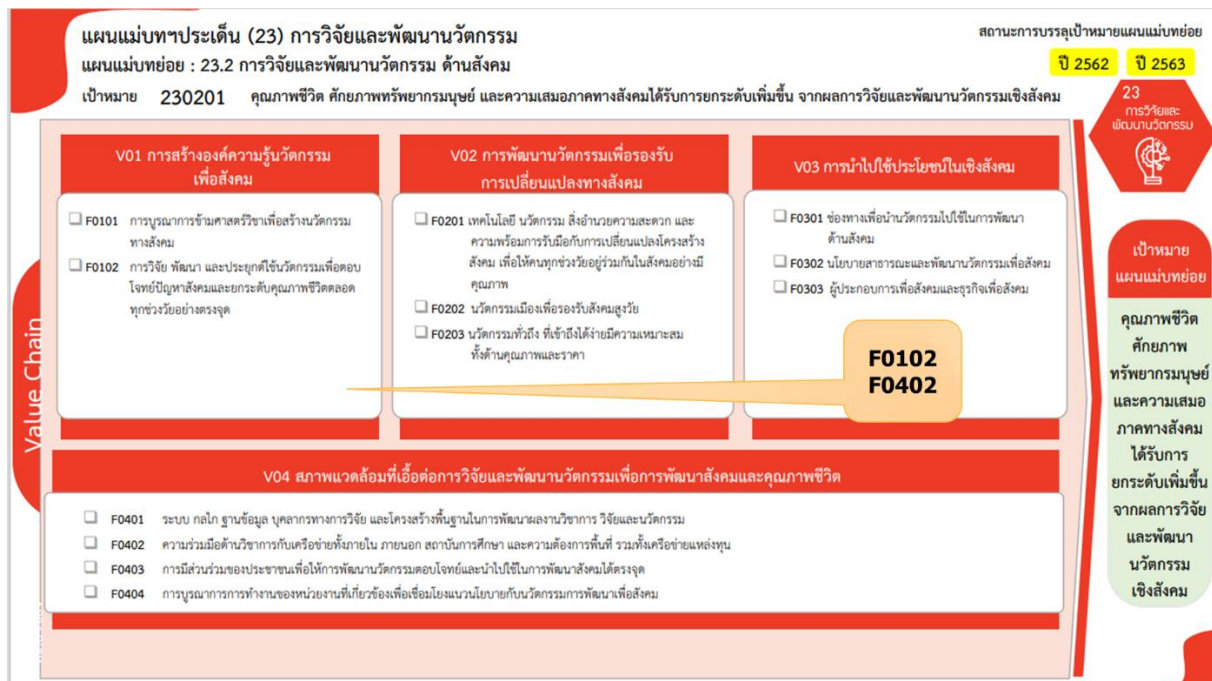 แผนแม่บทฯประเด็น (23) การวิจัยและพัฒนานวัตกรรม
แผนแม่บทย่อย : 23.2 การวิจัยและพัฒนานวัตกรรม ด้านสังคม
เป้าหมาย 230201 คุณภาพชีวิต ศักยภาพทรัพยากรมนุษย์ และความเสมอภาคทางสังคมได้รับการยกระดับเพิ่มขึ้น จากผลการวิจัยและพัฒนานวัตกรรมเชิงสังคม
สถานะการบรรลุเป้าหมายแผนแม่บทย่อย
ปี 2562 ปี 2563
23
การวิจัยและ
พัฒนานวัตกรรม
Value Chain
V01 การสร้างองค์ความรู้นวัตกรรม
เพื่อสังคม
F0101 การบูรณาการข้ามศาสตร์วิชาเพื่อสร้างนวัตกรรม
ทางสังคม
F0102 การวิจัย พัฒนา และประยุกต์ใช้นวัตกรรมเพื่อตอบ
โจทย์ปัญหาสังคมและยกระดับคุณภาพชีวิตตลอด
ทุกช่วงวัยอย่างตรงจุด
V02 การพัฒนานวัตกรรมเพื่อรองรับ
การเปลี่ยนแปลงทางสังคม
F0201 เทคโนโลยี นวัตกรรม สิ่งอำนวยความสะดวก และ
ความพร้อมการรับมือกับการเปลี่ยนแปลงโครงสร้าง
สังคม เพื่อให้คนทุกช่วงวัยอยู่ร่วมกันในสังคมอย่างมี
คุณภาพ
F0202 นวัตกรรมเมืองเพื่อรองรับสังคมสูงวัย
F0203 นวัตกรรมทั่วถึง ที่เข้าถึงได้ง่ายมีความเหมาะสม
ทั้งด้านคุณภาพและราคา
V03 การนำไปใช้ประโยชน์ในเชิงสังคม
F0301 ช่องทางเพื่อนำนวัตกรรมไปใช้ในการพัฒนา
ด้านสังคม
F0302 นโยบายสาธารณะและพัฒนานวัตกรรมเพื่อสังคม
F0303 ผู้ประกอบการเพื่อสังคมและธุรกิจเพื่อสังคม
F0102
F0402
V04 สภาพแวดล้อมที่เอื้อต่อการวิจัยและพัฒนานวัตกรรมเพื่อการพัฒนาสังคมและคุณภาพชีวิต
F0401 ระบบ กลไก ฐานข้อมูล บุคลากรทางการวิจัย และโครงสร้างพื้นฐานในการพัฒนาผลงานวิชาการ วิจัยและนวัตกรรม
F0402 ความร่วมมือด้านวิชาการกับเครือข่ายทั้งภายใน ภายนอก สถาบันการศึกษา และความต้องการพื้นที่ รวมทั้งเครือข่ายแหล่งทุน
F0403 การมีส่วนร่วมของประชาชนเพื่อให้การพัฒนานวัตกรรมตอบโจทย์และนำไปใช้ในการพัฒนาสังคมได้ตรงจุด
F0404 การบูรณาการการทำงานของหน่วยงานที่เกี่ยวข้องเพื่อเชื่อมโยงแนวนโยบายกับนวัตกรรมการพัฒนาเพื่อสังคม
เป้าหมาย
แผนแม่บทย่อย
คุณภาพชีวิต
ศักยภาพ
ทรัพยากรมนุษย์
และความเสมอ
ภาคทางสังคม
ได้รับการ
ยกระดับเพิ่มขึ้น
จากผลการวิจัย
และพัฒนา
นวัตกรรม
เชิงสังคม